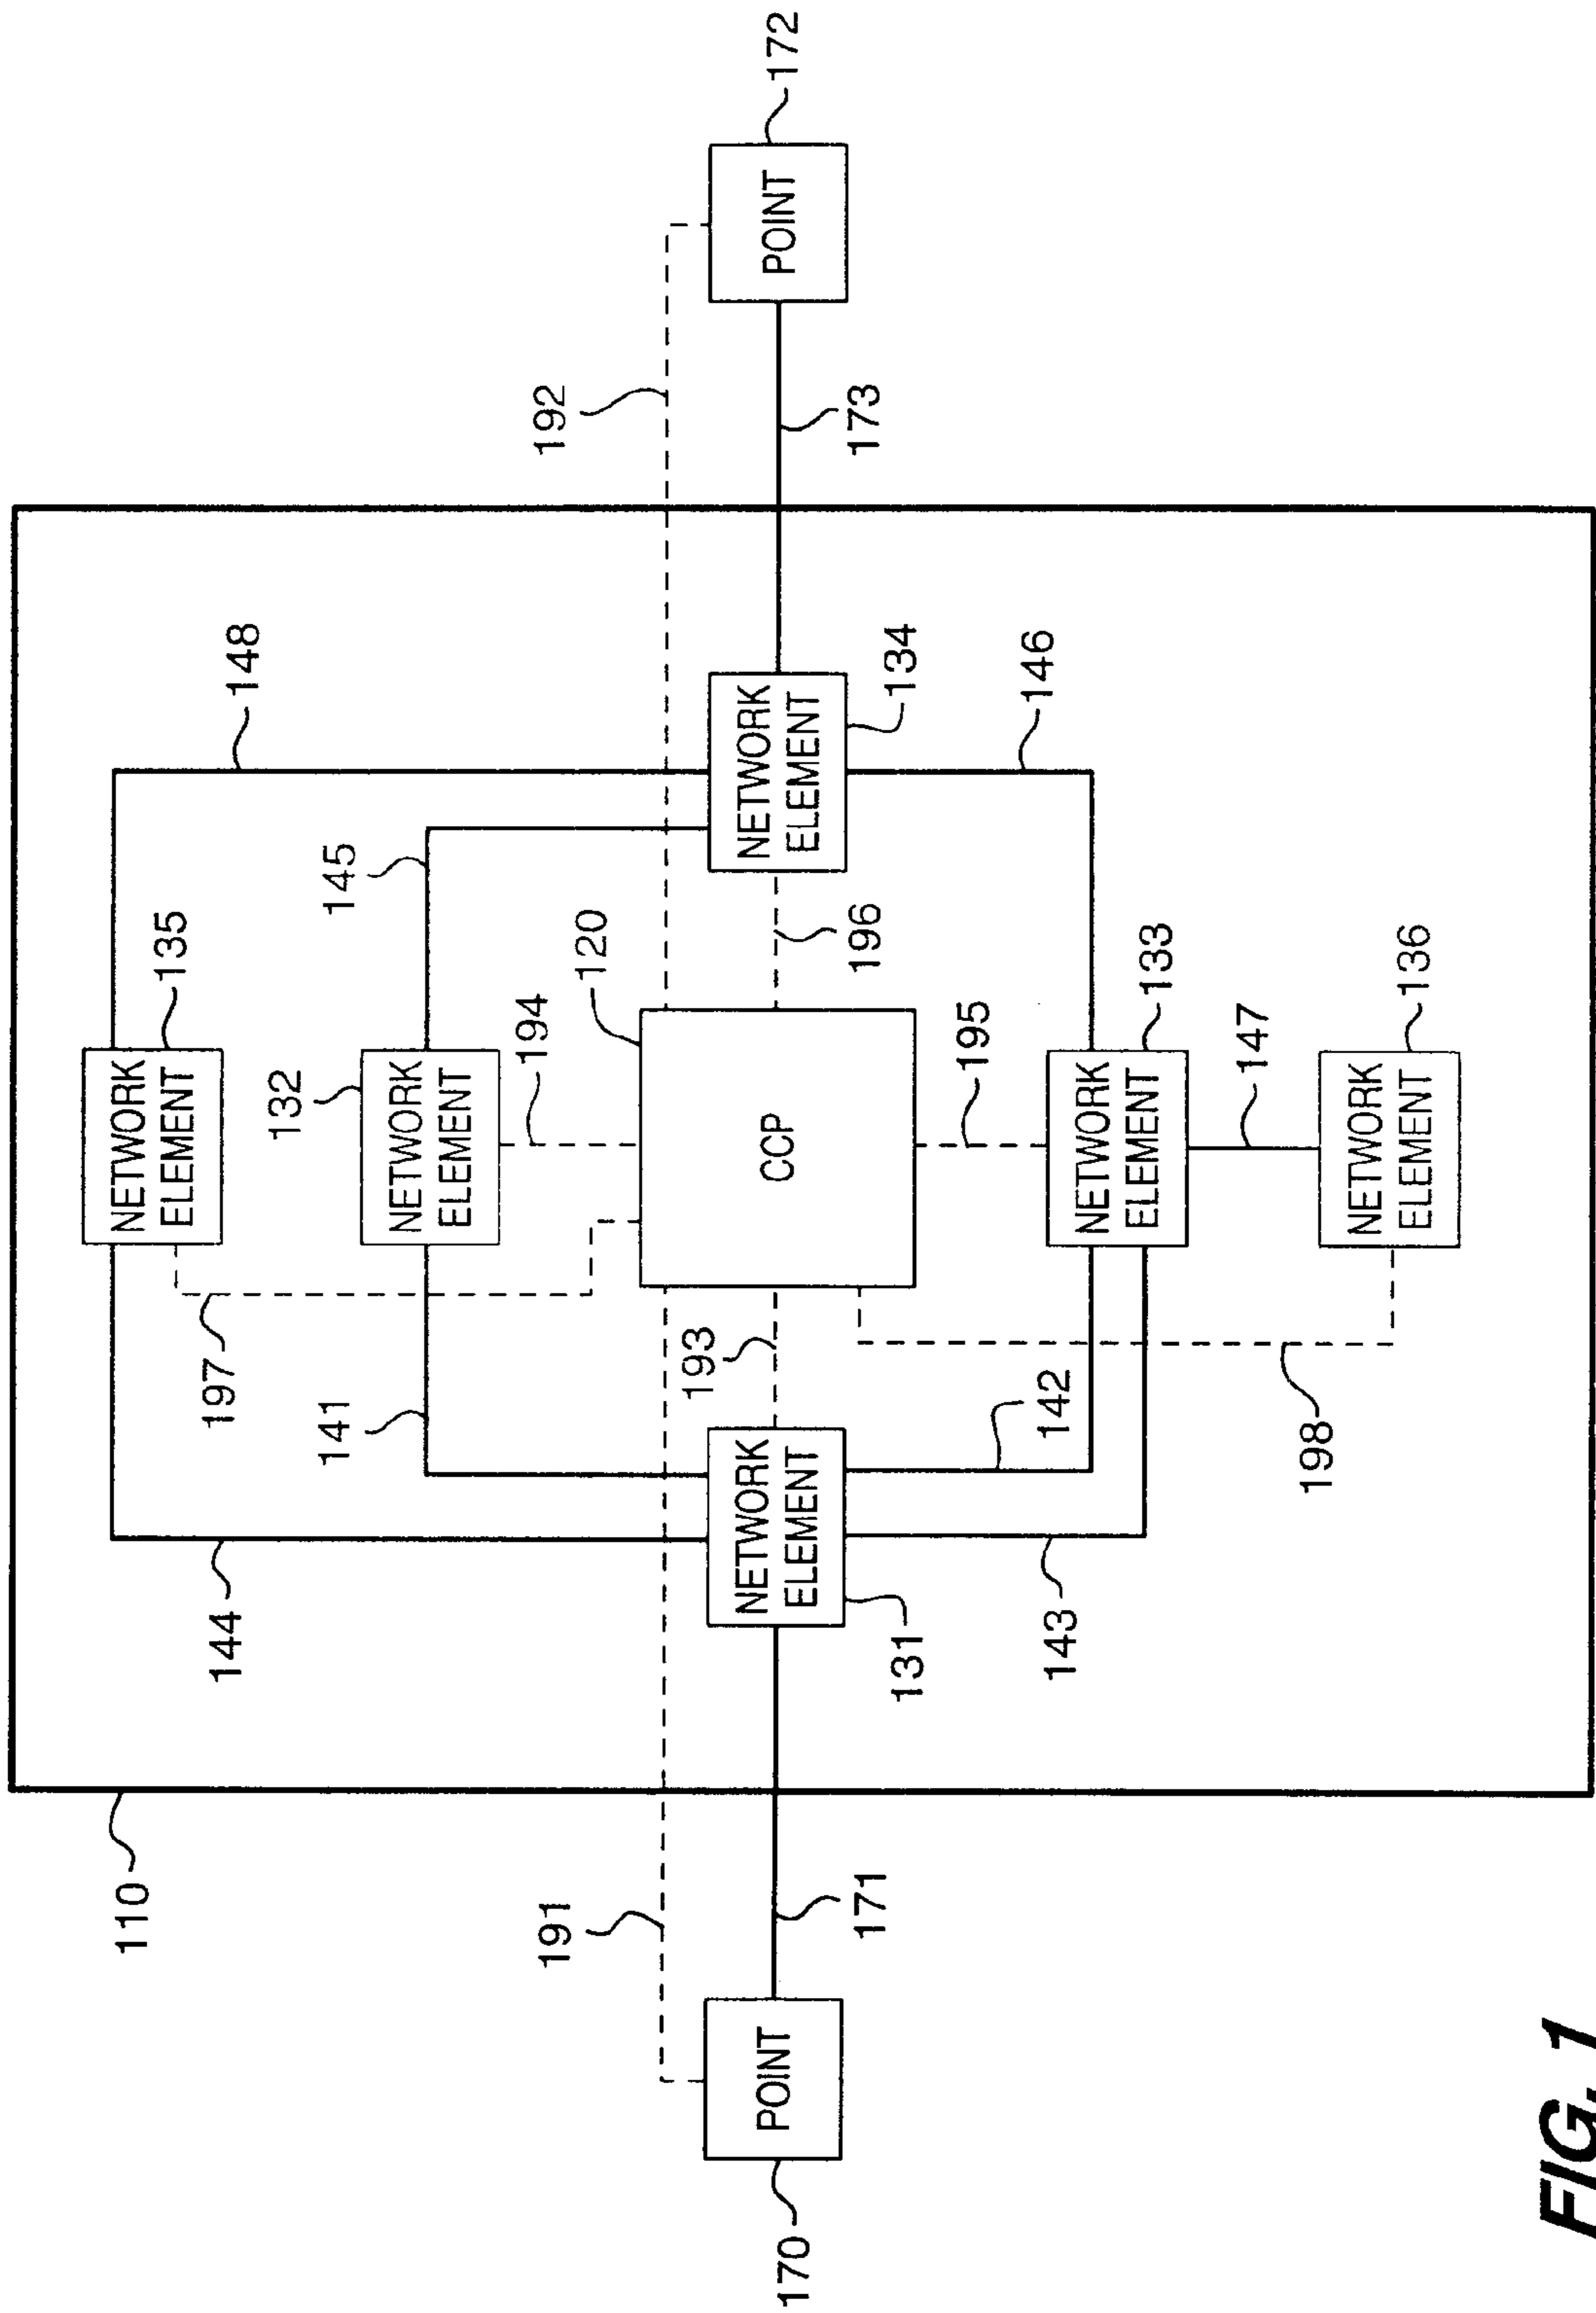 148
144
NETWORK
ELEMENT
135
197
145
141
132
NETWORK
ELEMENT
194
192
191
120
CCP
193
196
POINT
172
173
NETWORK
ELEMENT
134
NETWORK
ELEMENT
131
POINT
170
171
110
195
142
143
146
NETWORK
ELEMENT
133
147
198
NETWORK
ELEMENT
136
FIG. 1